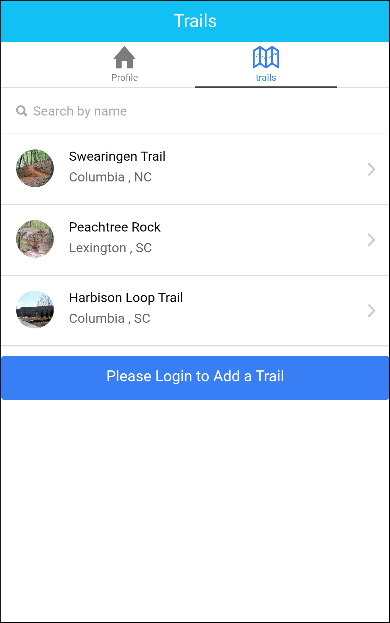 Trails
Profile
trails
Search by name
Swearingen Trail
Columbia , NC
Peachtree Rock
Lexington , SC
Harbison Loop Trail
Columbia , SC
Please Login to Add a Trail